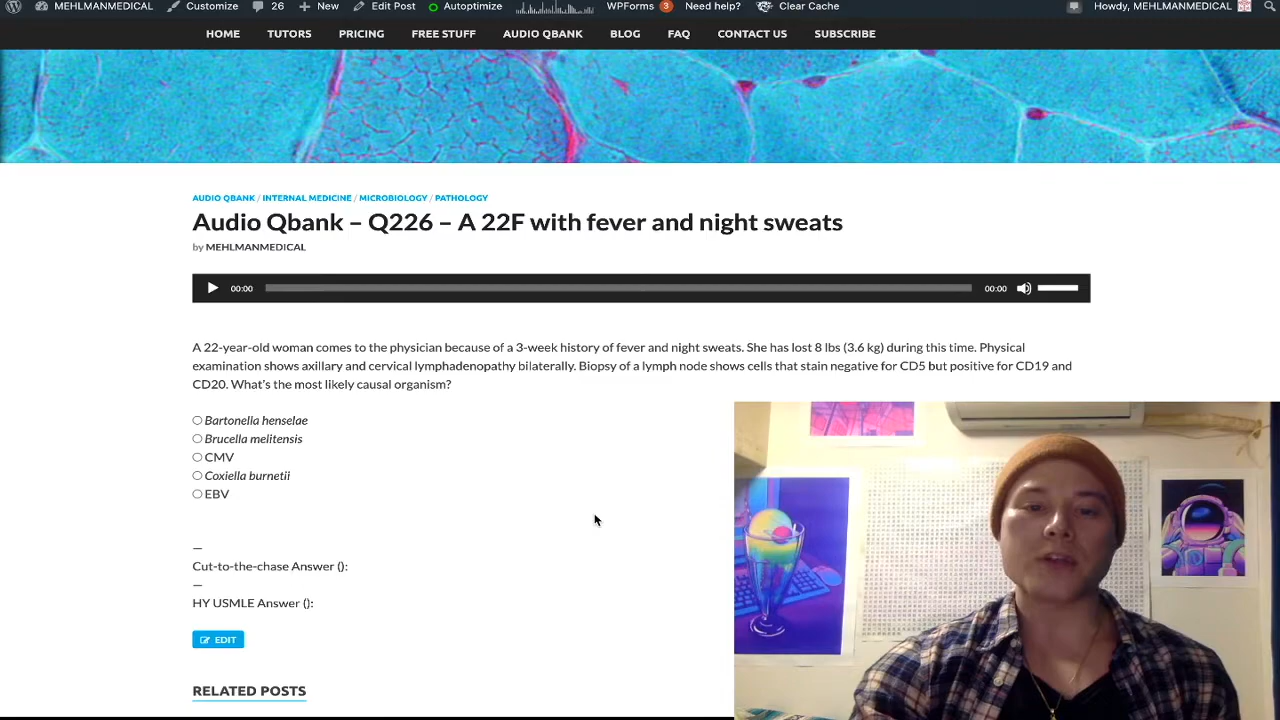 MEHLMANMEDICAL Customize 26 New Edit Post Autoptimize WPForms 3 Need help? Clear Cache Howdy, MEHLMANMEDICAL
HOME TUTORS PRICING FREE STUFF AUDIO QBANK BLOG FAQ CONTACT US SUBSCRIBE
AUDIO QBANK / INTERNAL MEDICINE / MICROBIOLOGY / PATHOLOGY
Audio Qbank – Q226 – A 22F with fever and night sweats
by MEHLMANMEDICAL
00:00 00:00
A 22-year-old woman comes to the physician because of a 3-week history of fever and night sweats. She has lost 8 lbs (3.6 kg) during this time. Physical
examination shows axillary and cervical lymphadenopathy bilaterally. Biopsy of a lymph node shows cells that stain negative for CD5 but positive for CD19 and
CD20. What's the most likely causal organism?
Bartonella henselae
Brucella melitensis
CMV
Coxiella burnetii
EBV
—
Cut-to-the-chase Answer ():
—
HY USMLE Answer ():
EDIT
RELATED POSTS